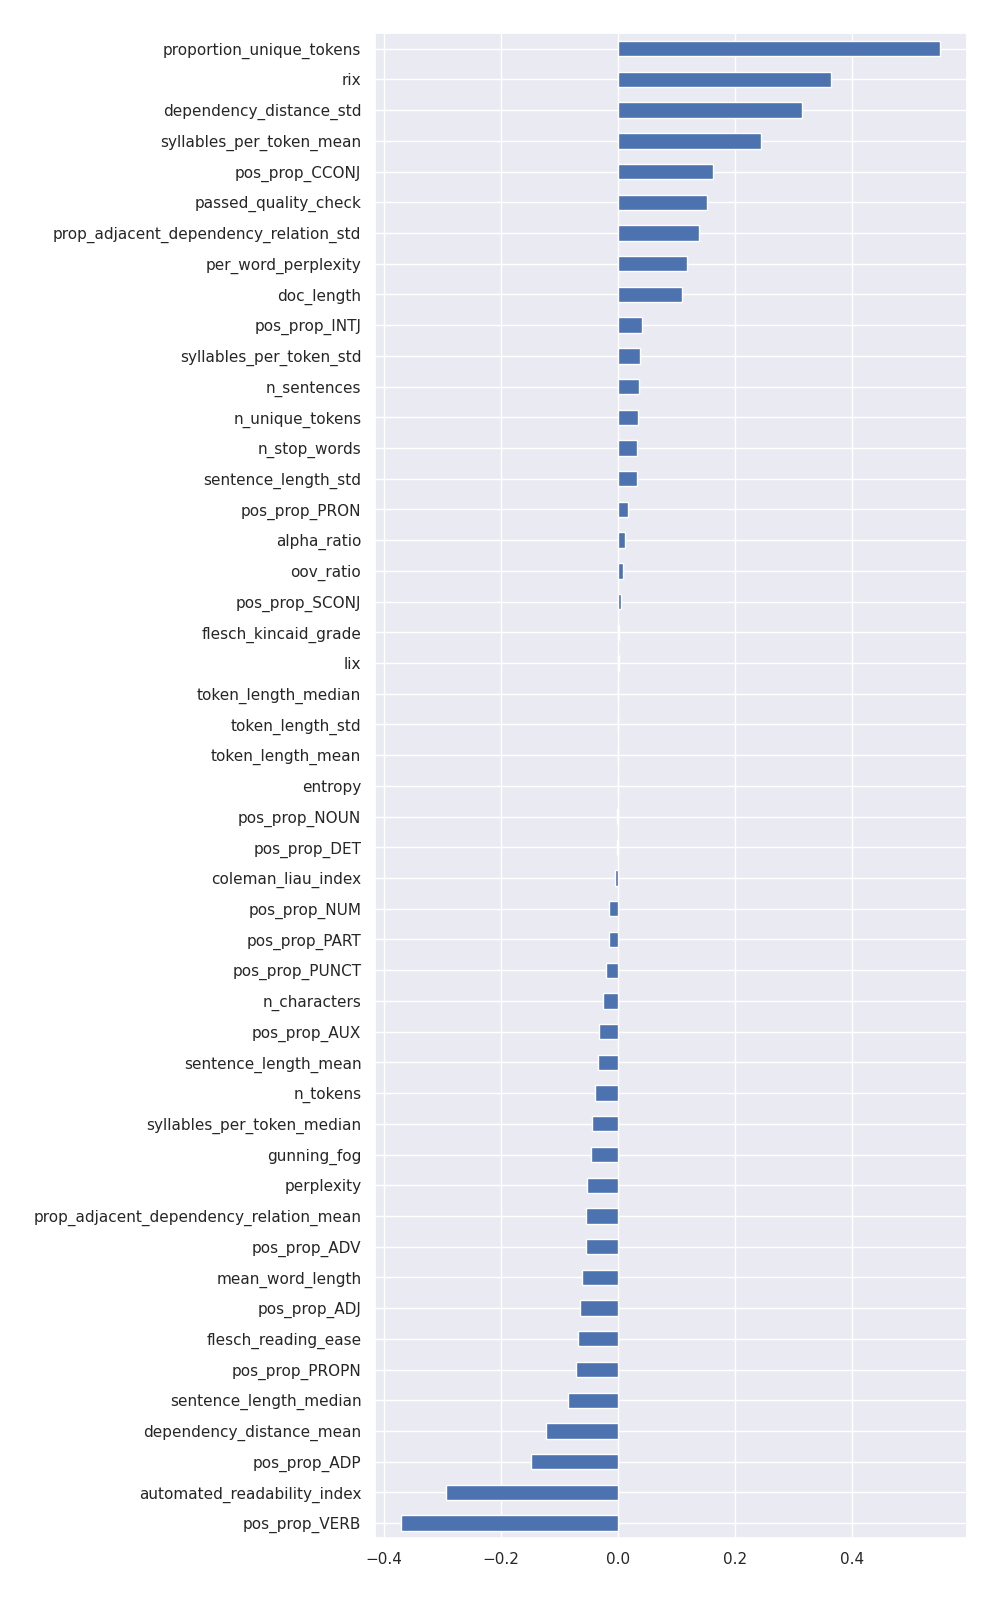 proportion_unique_tokens
rix
dependency_distance_std
syllables_per_token_mean
pos_prop_CCONJ
passed_quality_check
prop_adjacent_dependency_relation_std
per_word_perplexity
doc_length
pos_prop_INTJ
syllables_per_token_std
n_sentences
n_unique_tokens
n_stop_words
sentence_length_std
pos_prop_PRON
alpha_ratio
oov_ratio
pos_prop_SCONJ
flesch_kincaid_grade
lix
token_length_median
token_length_std
token_length_mean
entropy
pos_prop_NOUN
pos_prop_DET
coleman_liau_index
pos_prop_NUM
pos_prop_PART
pos_prop_PUNCT
n_characters
pos_prop_AUX
sentence_length_mean
n_tokens
syllables_per_token_median
gunning_fog
perplexity
prop_adjacent_dependency_relation_mean
pos_prop_ADV
mean_word_length
pos_prop_ADJ
flesch_reading_ease
pos_prop_PROPN
sentence_length_median
dependency_distance_mean
pos_prop_ADP
automated_readability_index
pos_prop_VERB
−0.4 −0.2 0.0 0.2 0.4